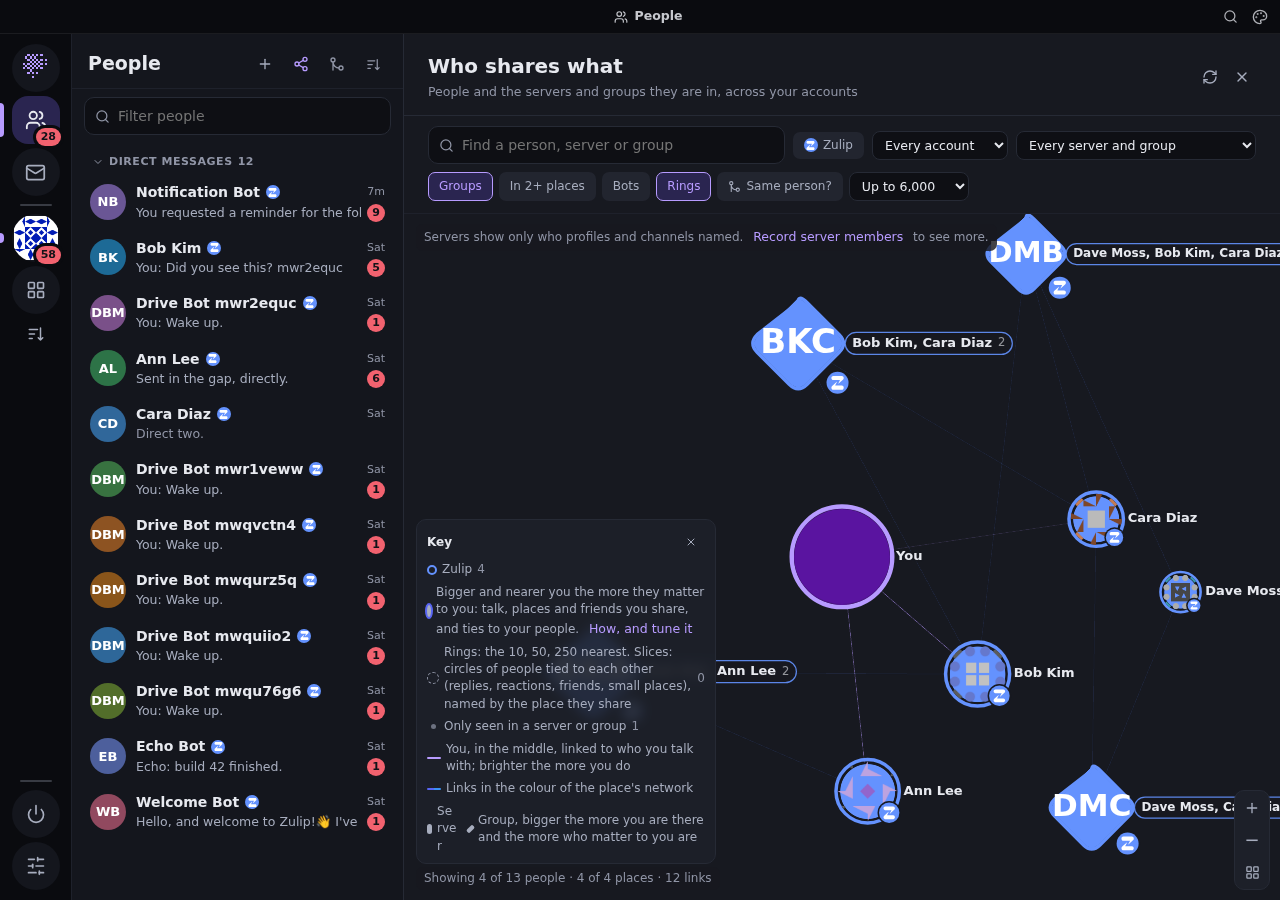 People
People
28
58
Filter people
DIRECT MESSAGES 12
NB
Notification Bot
7m
You requested a reminder for the fol
9
BK
Bob Kim
Sat
You: Did you see this? mwr2equc
5
DBM
Drive Bot mwr2equc
Sat
You: Wake up.
1
AL
Ann Lee
Sat
Sent in the gap, directly.
6
CD
Cara Diaz
Sat
Direct two.
DBM
Drive Bot mwr1veww
Sat
You: Wake up.
1
DBM
Drive Bot mwqvctn4
Sat
You: Wake up.
1
DBM
Drive Bot mwqurz5q
Sat
You: Wake up.
1
DBM
Drive Bot mwquiio2
Sat
You: Wake up.
1
DBM
Drive Bot mwqu76g6
Sat
You: Wake up.
1
EB
Echo Bot
Sat
Echo: build 42 finished.
1
WB
Welcome Bot
Sat
Hello, and welcome to Zulip!👋 I've
1
Who shares what
People and the servers and groups they are in, across your accounts
Find a person, server or group
Zulip
Every account
Every server and group
Groups
In 2+ places
Bots
Rings
Same person?
Up to 6,000
Servers show only who profiles and channels named. Record server members to see more.
DMB
Dave Moss, Bob Kim, Cara Diaz
BKC
Bob Kim, Cara Diaz 2
Cara Diaz
You
Dave Moss
Bob Kim
Ann Lee 2
Ann Lee
DMC
Dave Moss, Ca
Key
Zulip 4
Bigger and nearer you the more they matter
to you: talk, places and friends you share,
and ties to your people. How, and tune it
Rings: the 10, 50, 250 nearest. Slices:
circles of people tied to each other
(replies, reactions, friends, small places),
named by the place they share
0
Only seen in a server or group 1
You, in the middle, linked to who you talk
with; brighter the more you do
Links in the colour of the place's network
Se
rve
r
Group, bigger the more you are there
and the more who matter to you are
Showing 4 of 13 people · 4 of 4 places · 12 links